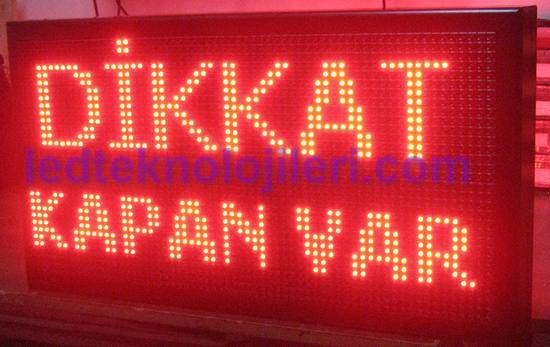 DİKKAT
ledteknolojileri.com
KAPAN VAR